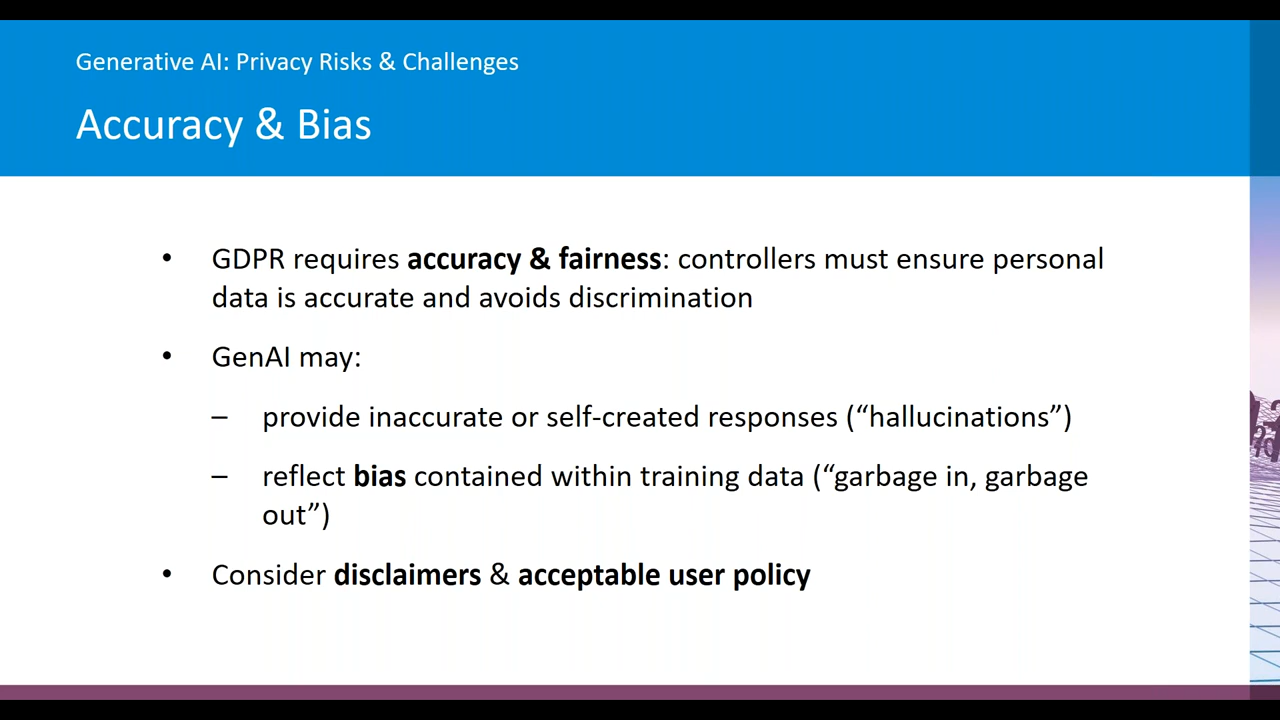 Generative AI: Privacy Risks & Challenges
Accuracy & Bias
• GDPR requires accuracy & fairness: controllers must ensure personal
data is accurate and avoids discrimination
• GenAI may:
– provide inaccurate or self-created responses (“hallucinations”)
– reflect bias contained within training data (“garbage in, garbage
out”)
• Consider disclaimers & acceptable user policy